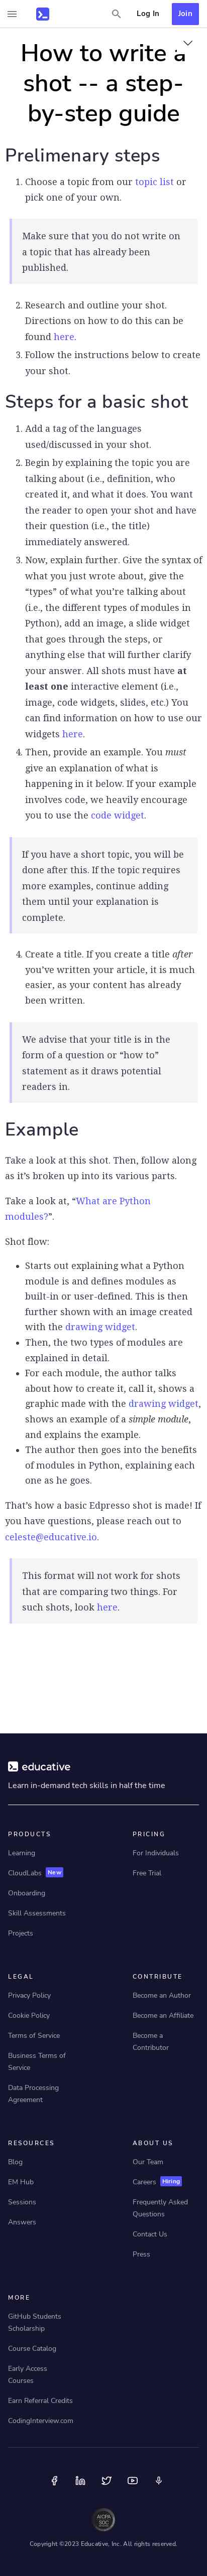 Log In
Join
How to write a
shot -- a step-
by-step guide
Prelimenary steps
1. Choose a topic from our topic list or
pick one of your own.
Make sure that you do not write on
a topic that has already been
published.
2. Research and outline your shot.
Directions on how to do this can be
found here.
3. Follow the instructions below to create
your shot.
Steps for a basic shot
1. Add a tag of the languages
used/discussed in your shot.
2. Begin by explaining the topic you are
talking about (i.e., definition, who
created it, and what it does. You want
the reader to open your shot and have
their question (i.e., the title)
immediately answered.
3. Now, explain further. Give the syntax of
what you just wrote about, give the
“types” of what you’re talking about
(i.e., the different types of modules in
Python), add an image, a slide widget
that goes through the steps, or
anything else that will further clarify
your answer. All shots must have at
least one interactive element (i.e.,
image, code widgets, slides, etc.) You
can find information on how to use our
widgets here.
4. Then, provide an example. You must
give an explanation of what is
happening in it below. If your example
involves code, we heavily encourage
you to use the code widget.
If you have a short topic, you will be
done after this. If the topic requires
more examples, continue adding
them until your explanation is
complete.
4. Create a title. If you create a title after
you’ve written your article, it is much
easier, as your content has already
been written.
We advise that your title is in the
form of a question or “how to”
statement as it draws potential
readers in.
Example
Take a look at this shot. Then, follow along
as it’s broken up into its various parts.
Take a look at, “What are Python
modules?”.
Shot flow:
• Starts out explaining what a Python
module is and defines modules as
built-in or user-defined. This is then
further shown with an image created
with the drawing widget.
• Then, the two types of modules are
explained in detail.
• For each module, the author talks
about how to create it, call it, shows a
graphic made with the drawing widget,
shows an example of a simple module,
and explains the example.
• The author then goes into the benefits
of modules in Python, explaining each
one as he goes.
That’s how a basic Edpresso shot is made! If
you have questions, please reach out to
celeste@educative.io.
This format will not work for shots
that are comparing two things. For
such shots, look here.
educative
Learn in-demand tech skills in half the time
PRODUCTS
Learning
CloudLabs New
Onboarding
Skill Assessments
Projects
PRICING
For Individuals
Free Trial
LEGAL
Privacy Policy
Cookie Policy
Terms of Service
Business Terms of
Service
Data Processing
Agreement
CONTRIBUTE
Become an Author
Become an Affiliate
Become a
Contributor
RESOURCES
Blog
EM Hub
Sessions
Answers
ABOUT US
Our Team
Careers Hiring
Frequently Asked
Questions
Contact Us
Press
MORE
GitHub Students
Scholarship
Course Catalog
Early Access
Courses
Earn Referral Credits
CodingInterview.com
AICPA
SOC
Copyright ©2023 Educative, Inc. All rights reserved.